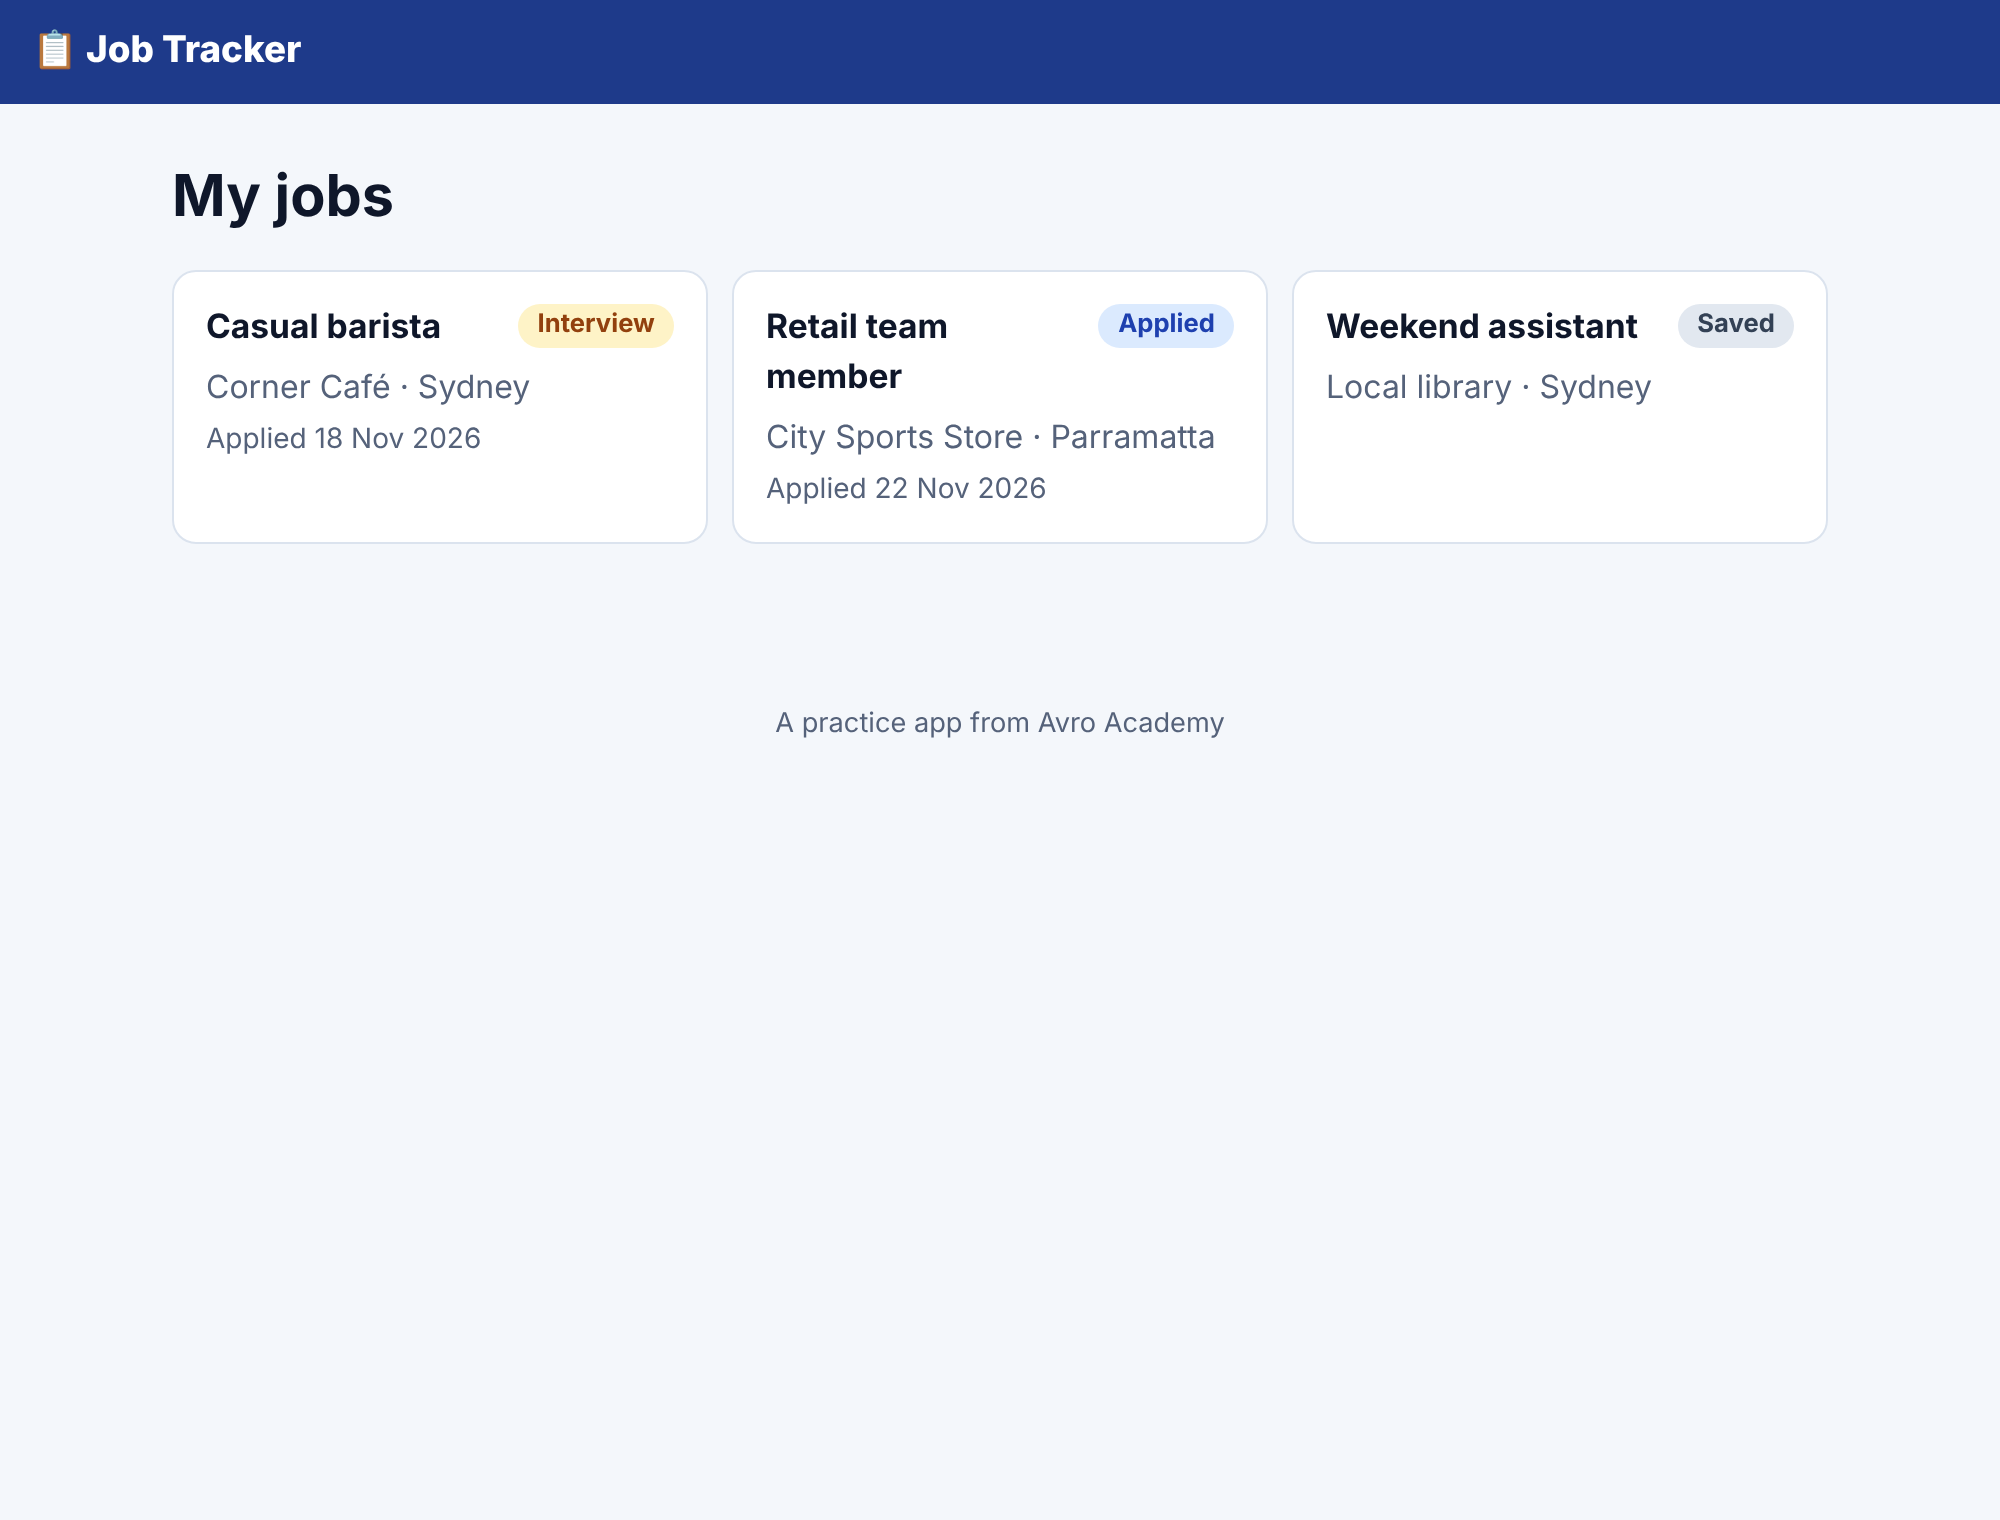 Job Tracker
My jobs
Casual barista
Interview
Corner Café · Sydney
Applied 18 Nov 2026
Retail team
member
Applied
City Sports Store · Parramatta
Applied 22 Nov 2026
Weekend assistant
Saved
Local library · Sydney
A practice app from Avro Academy